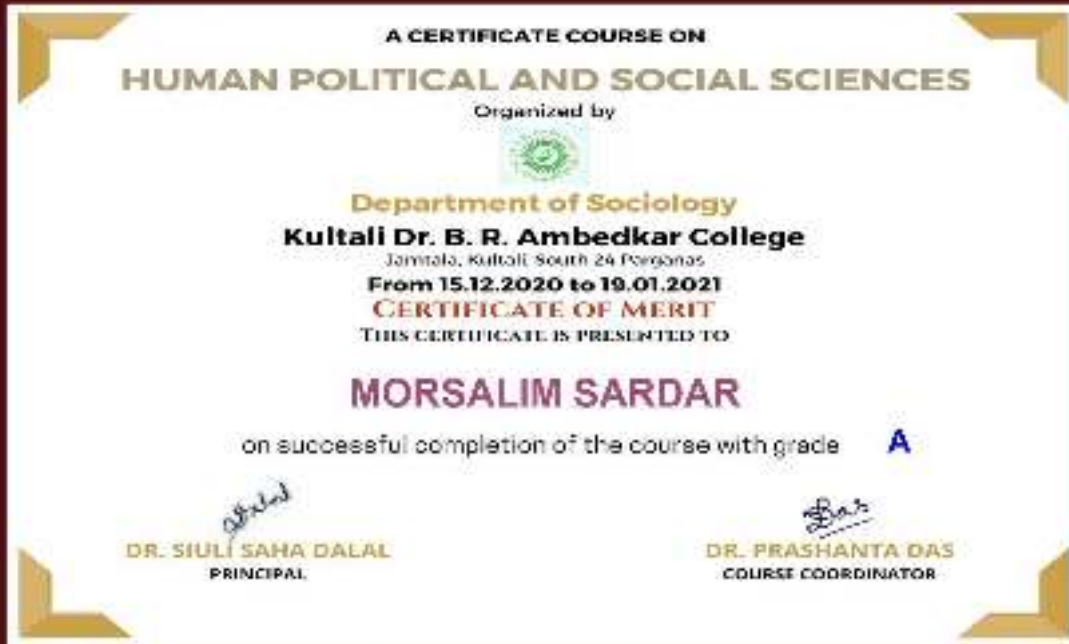 A CERTIFICATE COURSE ON
HUMAN POLITICAL AND SOCIAL SCIENCES
Organized by
Department of Sociology
Kultali Dr. B. R. Ambedkar College
Jamtala, Kultali, South 24 Parganas
From 15.12.2020 to 19.01.2021
CERTIFICATE OF MERIT
THIS CERTIFICATE IS PRESENTED TO
MORSALIM SARDAR
on successful completion of the course with grade A
DR. SIULI SAHA DALAL
PRINCIPAL
Das
DR. PRASHANTA DAS
COURSE COORDINATOR